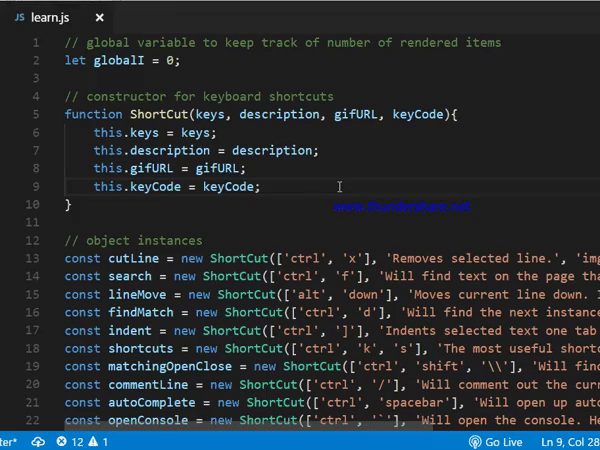 JS learn.js ×
1 // global variable to keep track of number of rendered items
2 let globalI = 0;
3
4 // constructor for keyboard shortcuts
5 function ShortCut(keys, description, gifURL, keyCode){
6 this.keys = keys;
7 this.description = description;
8 this.gifURL = gifURL;
9 this.keyCode = keyCode;
www.thundershare.net
10 }
11
12 // object instances
13 const cutLine = new ShortCut(['ctrl', 'x'], 'Removes selected line.', 'img
14 const search = new ShortCut(['ctrl', 'f'], 'Will find text on the page tha
15 const lineMove = new ShortCut(['alt', 'down'], 'Moves current line down. I
16 const findMatch = new ShortCut(['ctrl', 'd'], 'Will find the next instance
17 const indent = new ShortCut(['ctrl', ']'], 'Indents selected text one tab
18 const shortcuts = new ShortCut(['ctrl', 'k', 's'], 'The most useful shortc
19 const matchingOpenClose = new ShortCut(['ctrl', 'shift', '\\'], 'Will find
20 const commentLine = new ShortCut(['ctrl', '/'], 'Will comment out the curr
21 const autoComplete = new ShortCut(['ctrl', 'spacebar'], 'Will open up auto
22 const openConsole = new ShortCut(['ctrl', '`'], 'Will open the console. He
ter* 12 1 Go Live Ln 9, Col 28